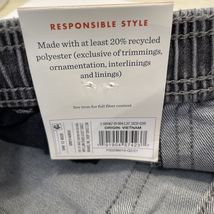 RESPONSIBLE STYLE
Made with at least 20% recycled
polyester (exclusive of trimmings,
ornamentation, interlinings
and linings)
See item for full fiber content
ORIGIN VIETNAM